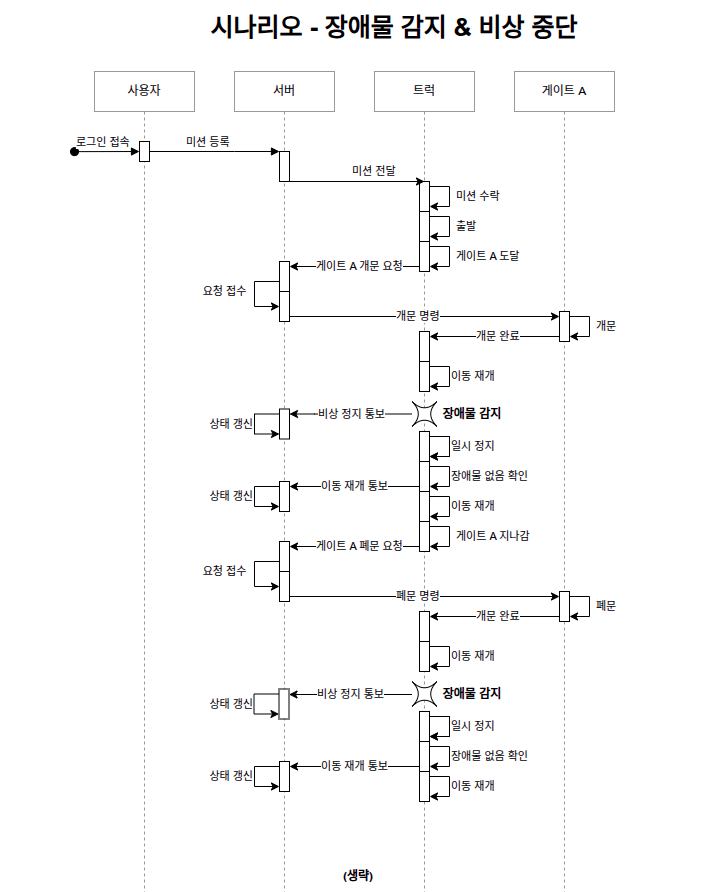 시나리오 - 장애물 감지 & 비상 중단
사용자
서버
트럭
게이트 A
로그인 접속
미션 등록
미션 전달
미션 수락
출발
게이트 A 도달
게이트 A 개문 요청
요청 접수
개문 명령
개문
개문 완료
이동 재개
비상 정지 통보
장애물 감지
상태 갱신
일시 정지
장애물 없음 확인
이동 재개 통보
상태 갱신
이동 재개
게이트 A 지나감
게이트 A 폐문 요청
요청 접수
폐문 명령
폐문
개문 완료
이동 재개
비상 정지 통보
장애물 감지
상태 갱신
일시 정지
장애물 없음 확인
이동 재개 통보
상태 갱신
이동 재개
(생략)